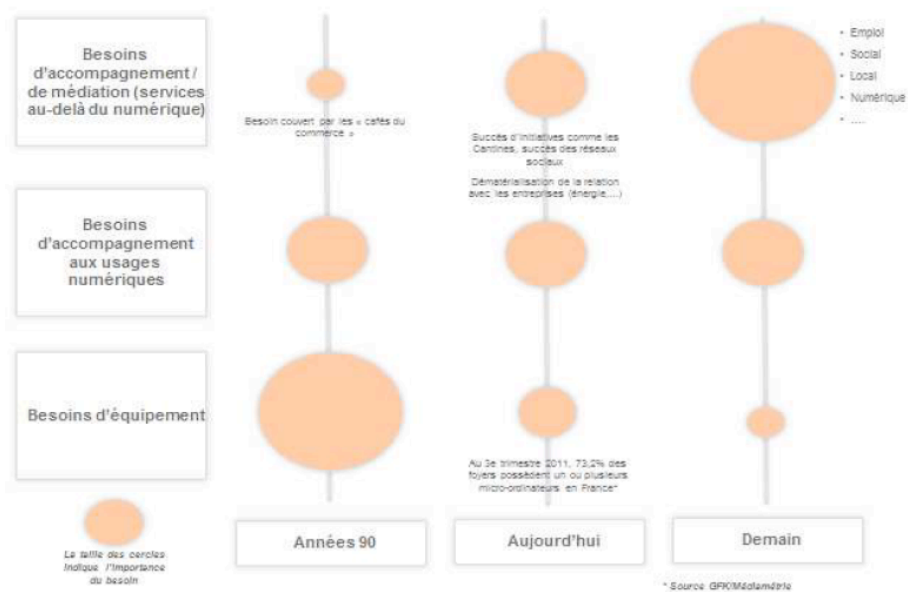 Besoins
d'accompagnement /
de médiation (services
au-delà du numérique)
Besoin couvert par les « cafés du
commerce »
Succès d'initiatives comme les
Cantines, succès des réseaux
sociaux
Dématérialisation de la relation
avec les entreprises (énergie,...)
• Emploi
• Social
• Local
• Numérique
• ....
Besoins
d'accompagnement
aux usages
numériques
Besoins d'équipement
Au 3e trimestre 2011, 73,2% des
foyers possèdent un ou plusieurs
micro-ordinateurs en France*
La taille des cercles
indique l'importance
du besoin
Années 90
Aujourd'hui
Demain
* Source GFK/Médiamétrie